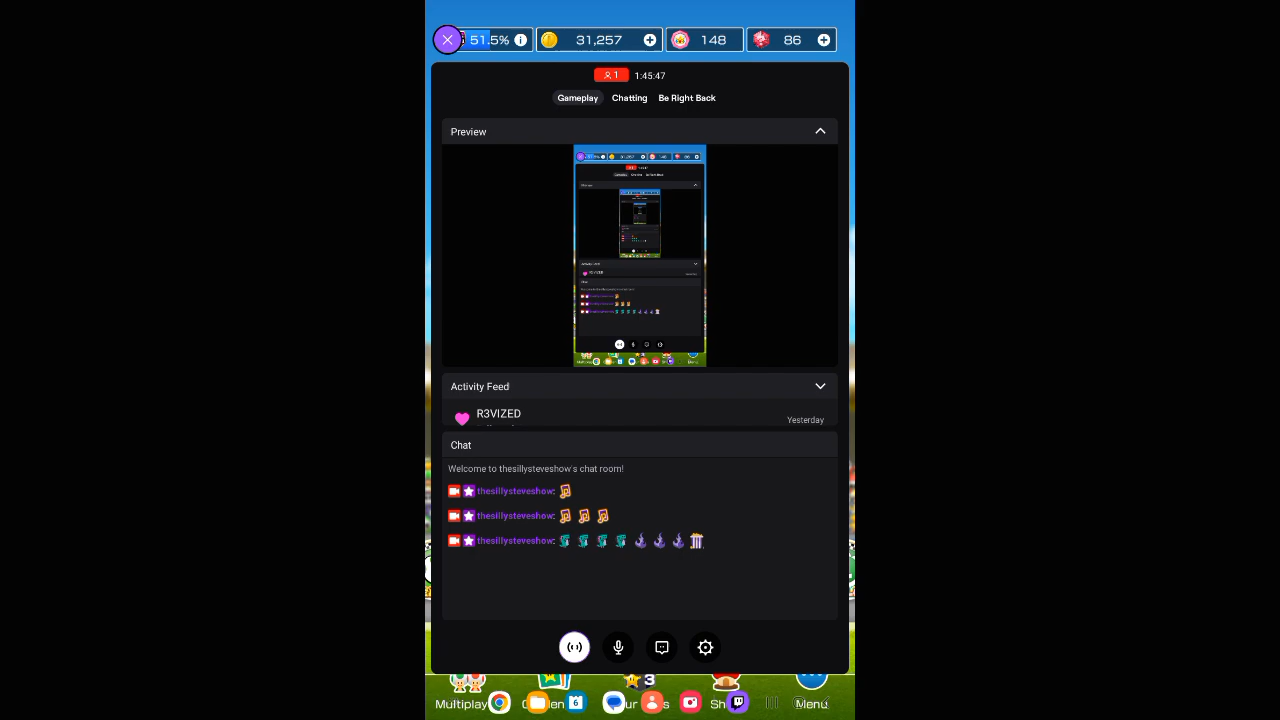 51.5%
31,257
148
86
1
1:45:47
Gameplay Chatting Be Right Back
Preview
Activity Feed
R3VIZED
Yesterday
Chat
Welcome to thesillysteveshow's chat room!
thesillysteveshow:
thesillysteveshow:
thesillysteveshow:
3
6
Menu